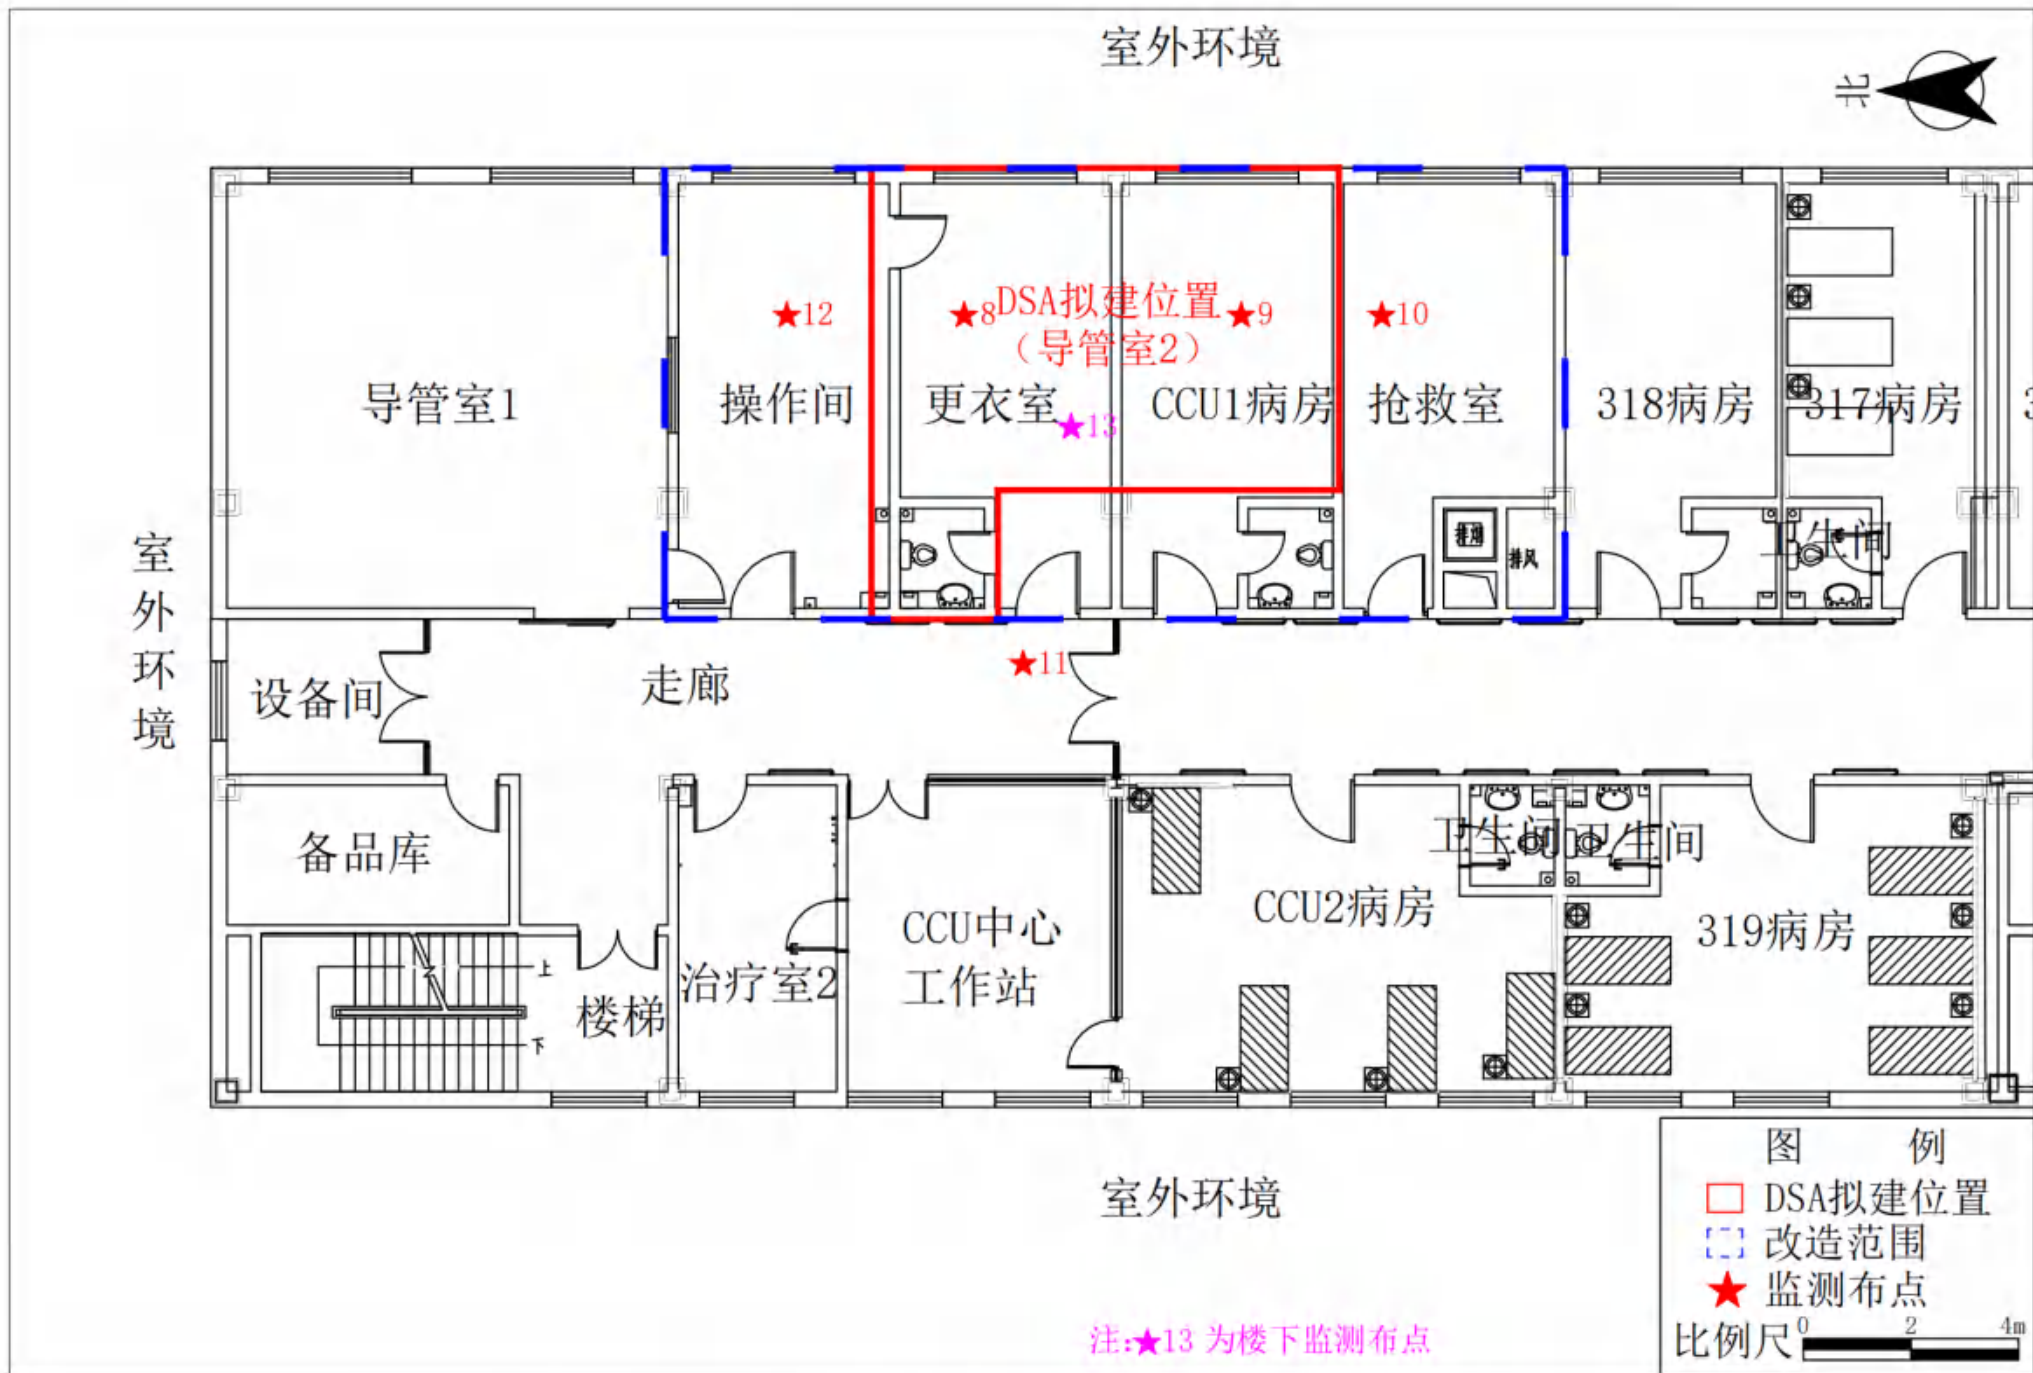 室外环境
北
★12
★8
DSA拟建位置
（导管室2）
★9
★10
导管室1
操作间
更衣室
★13
CCU1病房
抢救室
318病房
317病房
排烟
排风
卫生间
室外环境
★11
设备间
走廊
备品库
卫生间
卫生间
CCU中心
工作站
CCU2病房
319病房
上
治疗室2
楼梯
下
图 例
DSA拟建位置
改造范围
监测布点
比例尺
0 2 4m
室外环境
注:★13 为楼下监测布点